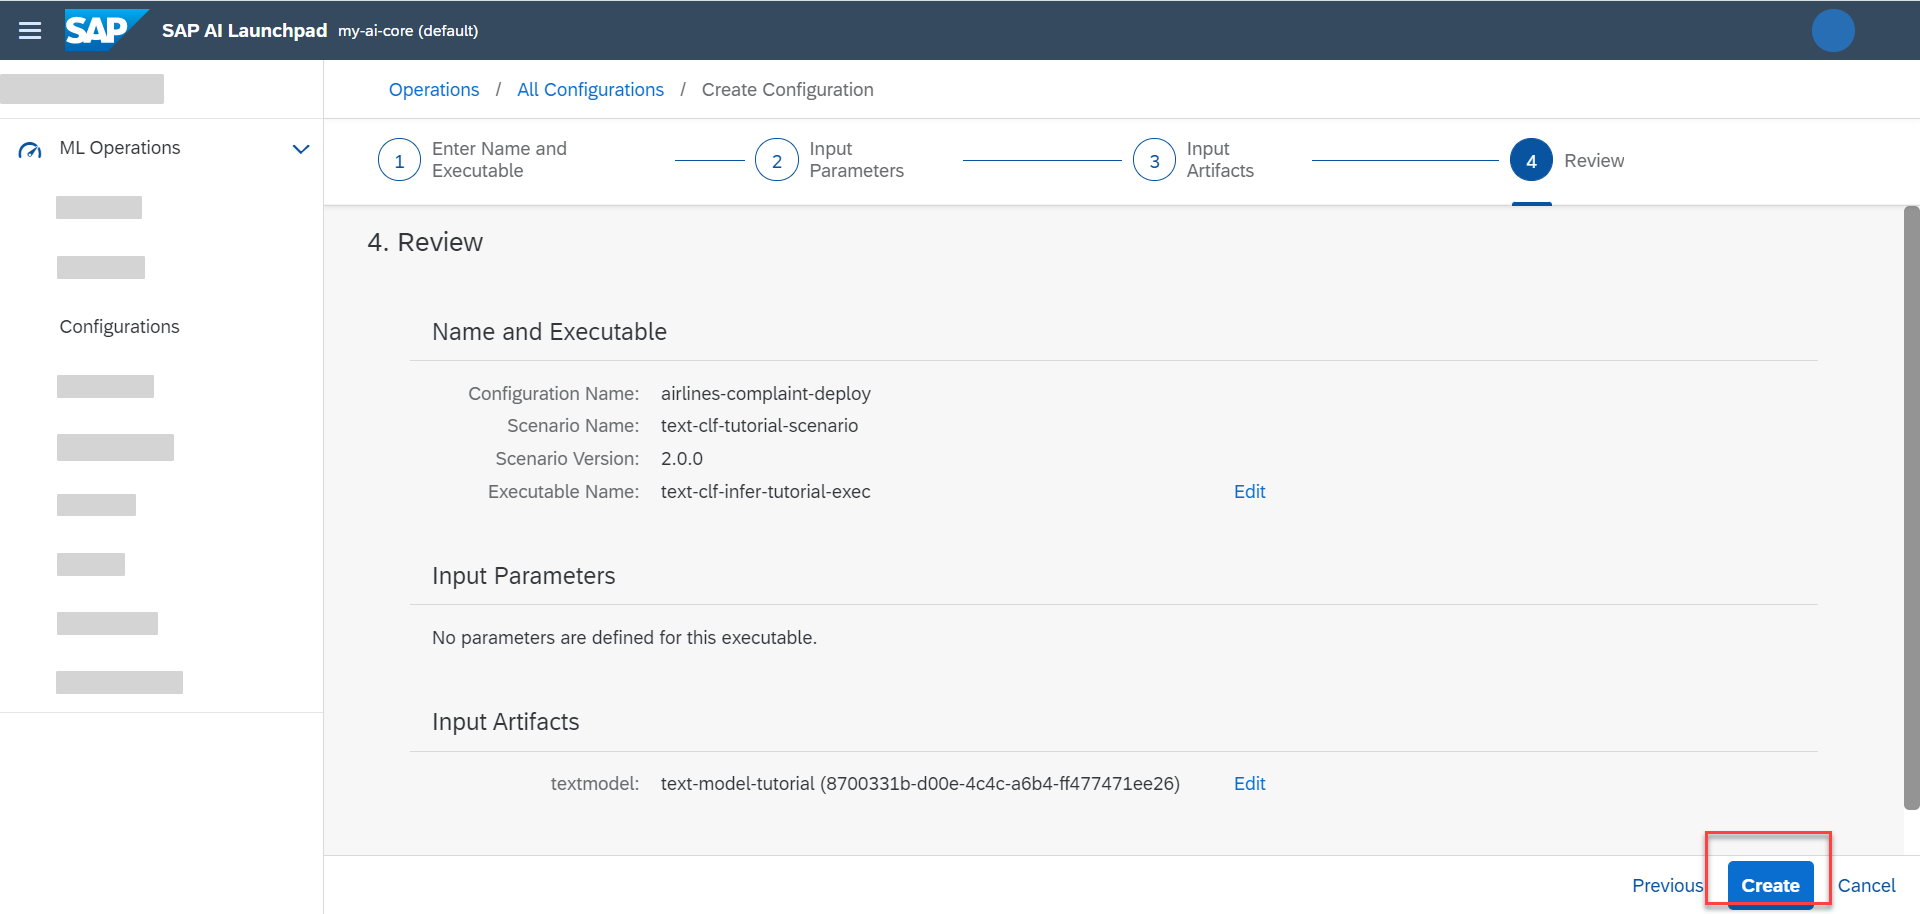 SAP SAP AI Launchpad my-ai-core (default)
Operations / All Configurations / Create Configuration
ML Operations
Configurations
1 Enter Name and
Executable
2 Input
Parameters
3 Input
Artifacts
4 Review
4. Review
Name and Executable
Configuration Name: airlines-complaint-deploy
Scenario Name: text-clf-tutorial-scenario
Scenario Version: 2.0.0
Executable Name: text-clf-infer-tutorial-exec Edit
Input Parameters
No parameters are defined for this executable.
Input Artifacts
textmodel: text-model-tutorial (8700331b-d00e-4c4c-a6b4-ff477471ee26) Edit
Previous Create Cancel